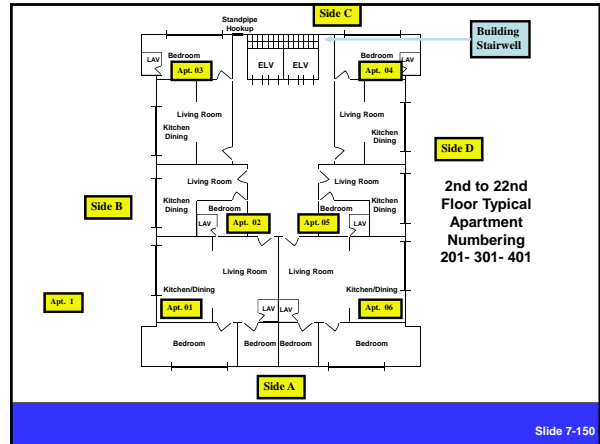 Standpipe
Hookup
Side C
Building
Stairwell
Bedroom
LAV
Apt. 03
ELV
ELV
Bedroom
LAV
Apt. 04
Living Room
Kitchen
Dining
Living Room
Kitchen
Dining
Side D
Living Room
Kitchen
Dining
Bedroom
LAV
Apt. 02
Living Room
Kitchen
Dining
Bedroom
LAV
Apt. 05
Side B
2nd to 22nd
Floor Typical
Apartment
Numbering
201- 301- 401
Living Room
Kitchen/Dining
Apt. 01
LAV
Living Room
Kitchen/Dining
Apt. 06
LAV
Apt. 1
Bedroom
Bedroom
Bedroom
Bedroom
Side A
Slide 7-150